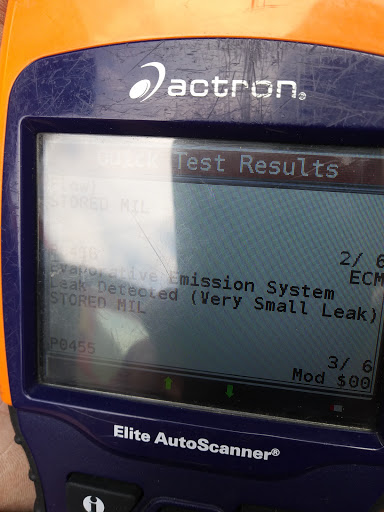 actron®
Quick Test Results
Flow)
STORED MIL
2/ 6
ECM
Evaporative Emission System
Leak Detected (Very Small Leak)
STORED MIL
P0455
3/ 6
Mod $00
Elite AutoScanner®
i